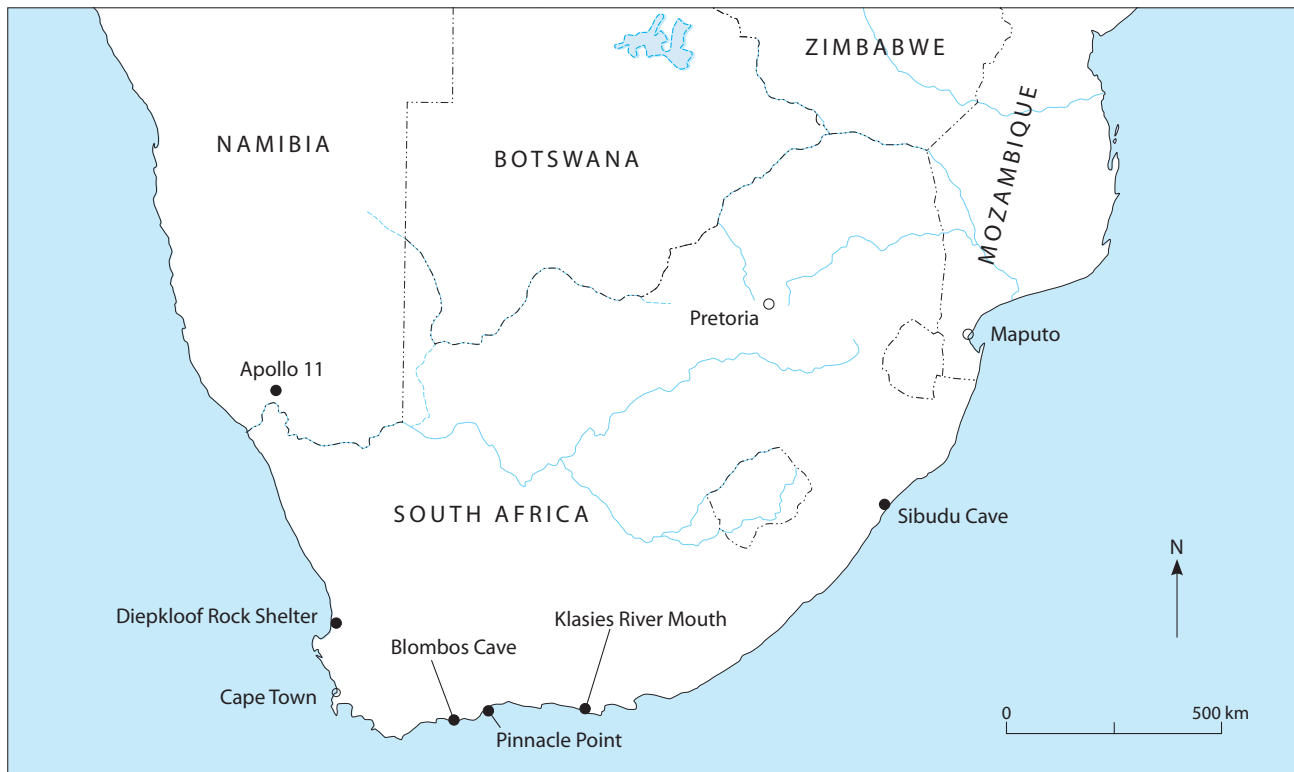 ZIMBABWE
NAMIBIA
BOTSWANA
MOZAMBIQUE
Pretoria
Maputo
Apollo 11
SOUTH AFRICA
Sibudu Cave
N
Diepkloof Rock Shelter
Klasies River Mouth
Blombos Cave
Cape Town
0 500 km
Pinnacle Point